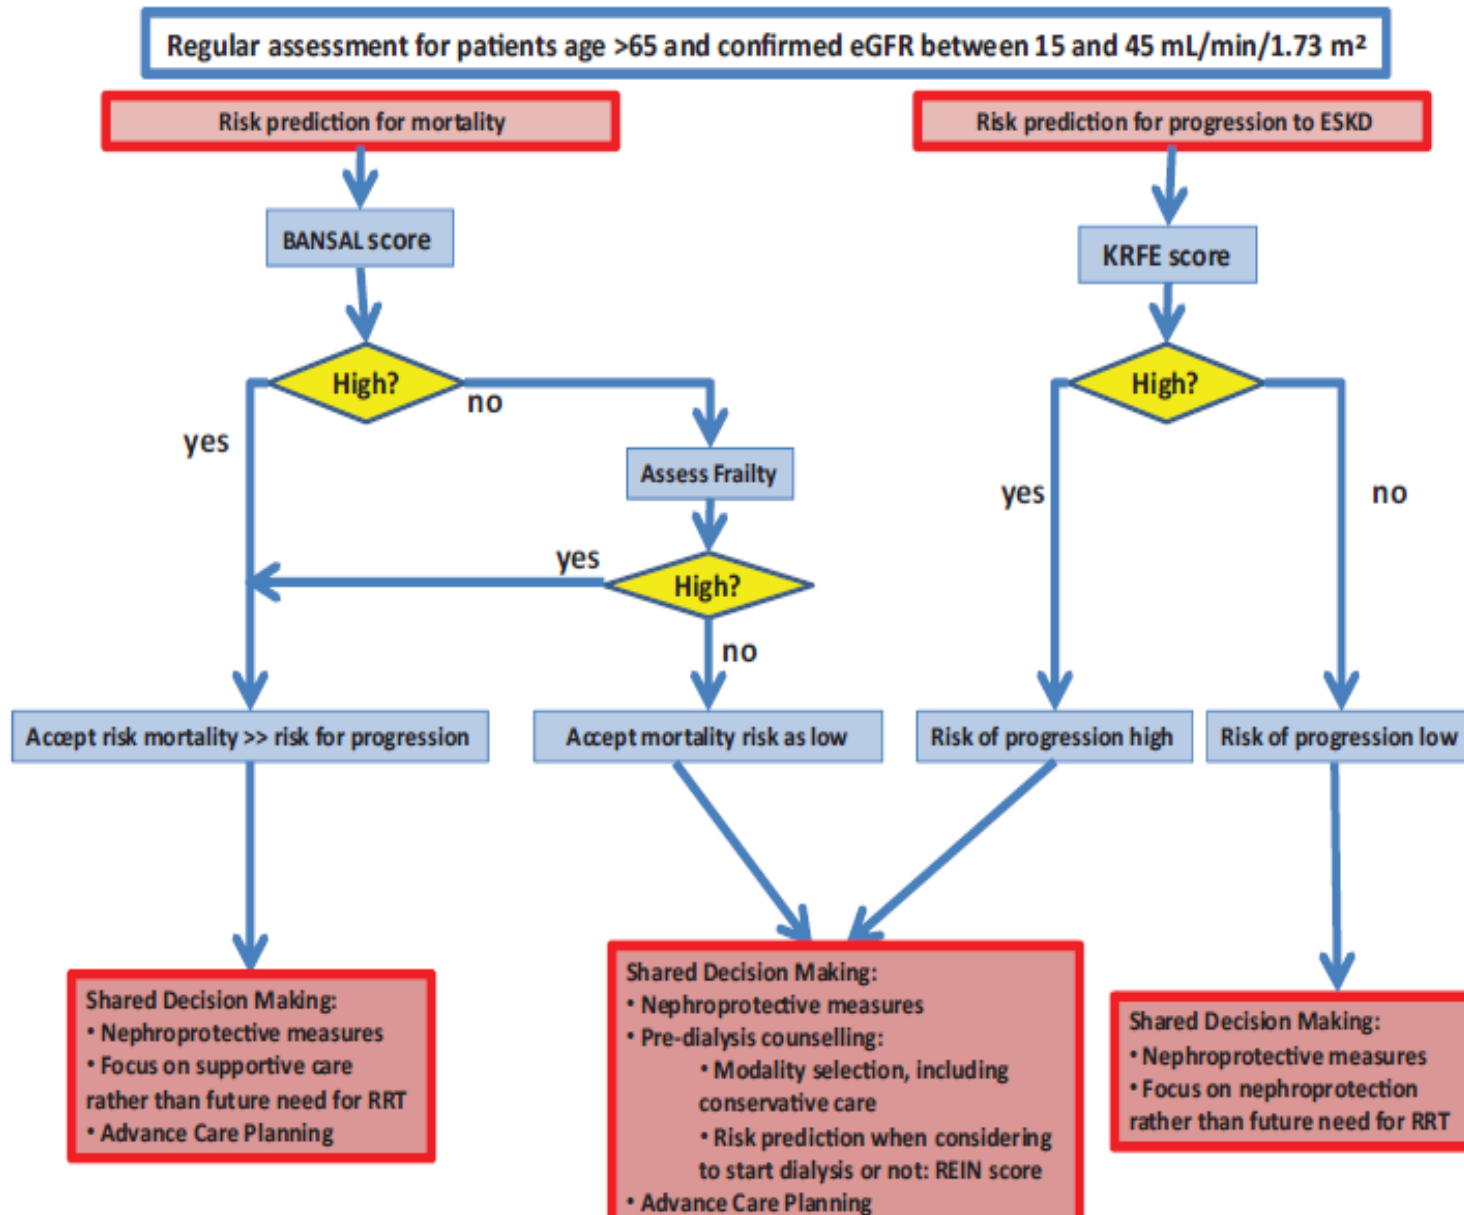 Regular assessment for patients age >65 and confirmed eGFR between 15 and 45 mL/min/1.73 m²
Risk prediction for mortality
Risk prediction for progression to ESKD
BANSAL score
KRFE score
High?
no
yes
Assess Frailty
yes
High?
no
High?
yes
no
Accept risk mortality >> risk for progression
Accept mortality risk as low
Risk of progression high
Risk of progression low
Shared Decision Making:
• Nephroprotective measures
• Focus on supportive care
rather than future need for RRT
• Advance Care Planning
Shared Decision Making:
• Nephroprotective measures
• Pre-dialysis counselling:
• Modality selection, including
conservative care
• Risk prediction when considering
to start dialysis or not: REIN score
• Advance Care Planning
Shared Decision Making:
• Nephroprotective measures
• Focus on nephroprotection
rather than future need for RRT